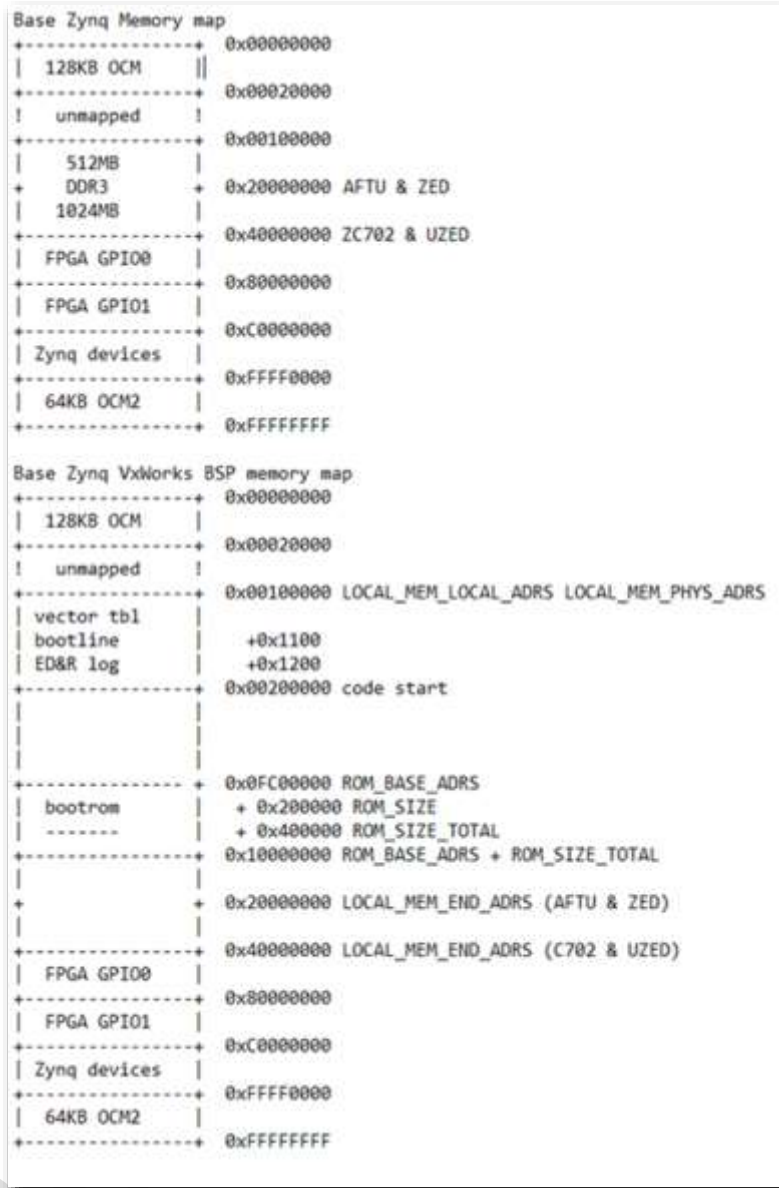 Base Zynq Memory map
+----------------+ 0x00000000
| 128KB OCM ||
+----------------+ 0x00020000
! unmapped !
+----------------+ 0x00100000
| 512MB |
+ DDR3 + 0x20000000 AFTU & ZED
| 1024MB |
+----------------+ 0x40000000 ZC702 & UZED
| FPGA GPIO0 |
+----------------+ 0x80000000
| FPGA GPIO1 |
+----------------+ 0xC0000000
| Zynq devices |
+----------------+ 0xFFFF0000
| 64KB OCM2 |
+----------------+ 0xFFFFFFFF
Base Zynq VxWorks BSP memory map
+----------------+ 0x00000000
| 128KB OCM |
+----------------+ 0x00020000
! unmapped !
+----------------+ 0x00100000 LOCAL_MEM_LOCAL_ADRS LOCAL_MEM_PHYS_ADRS
| vector tbl |
| bootline | +0x1100
| ED&R log | +0x1200
+----------------+ 0x00200000 code start
| |
| |
| |
+--------------- + 0x0FC00000 ROM_BASE_ADRS
| bootrom | + 0x200000 ROM_SIZE
| ------- | + 0x400000 ROM_SIZE_TOTAL
+----------------+ 0x10000000 ROM_BASE_ADRS + ROM_SIZE_TOTAL
| |
+ + 0x20000000 LOCAL_MEM_END_ADRS (AFTU & ZED)
| |
+----------------+ 0x40000000 LOCAL_MEM_END_ADRS (C702 & UZED)
| FPGA GPIO0 |
+----------------+ 0x80000000
| FPGA GPIO1 |
+----------------+ 0xC0000000
| Zynq devices |
+----------------+ 0xFFFF0000
| 64KB OCM2 |
+----------------+ 0xFFFFFFFF